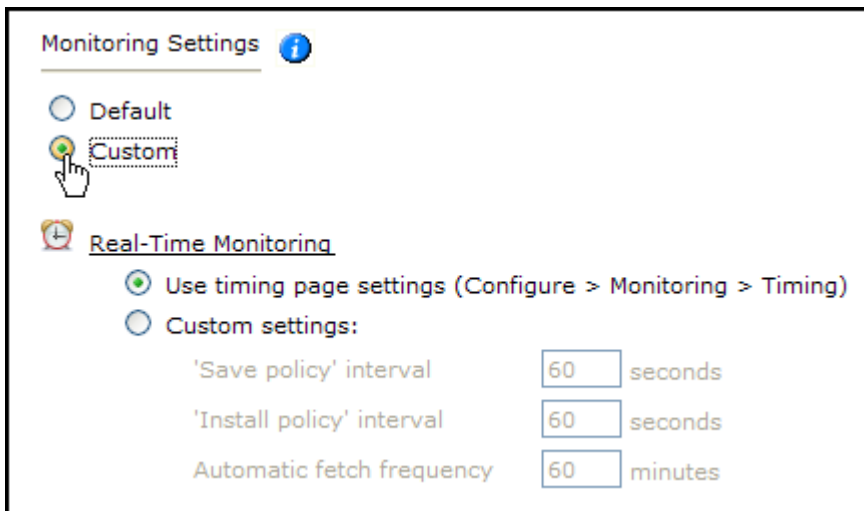 Monitoring Settings
Default
Custom
Real-Time Monitoring
Use timing page settings (Configure > Monitoring > Timing)
Custom settings:
'Save policy' interval 60 seconds
'Install policy' interval 60 seconds
Automatic fetch frequency 60 minutes